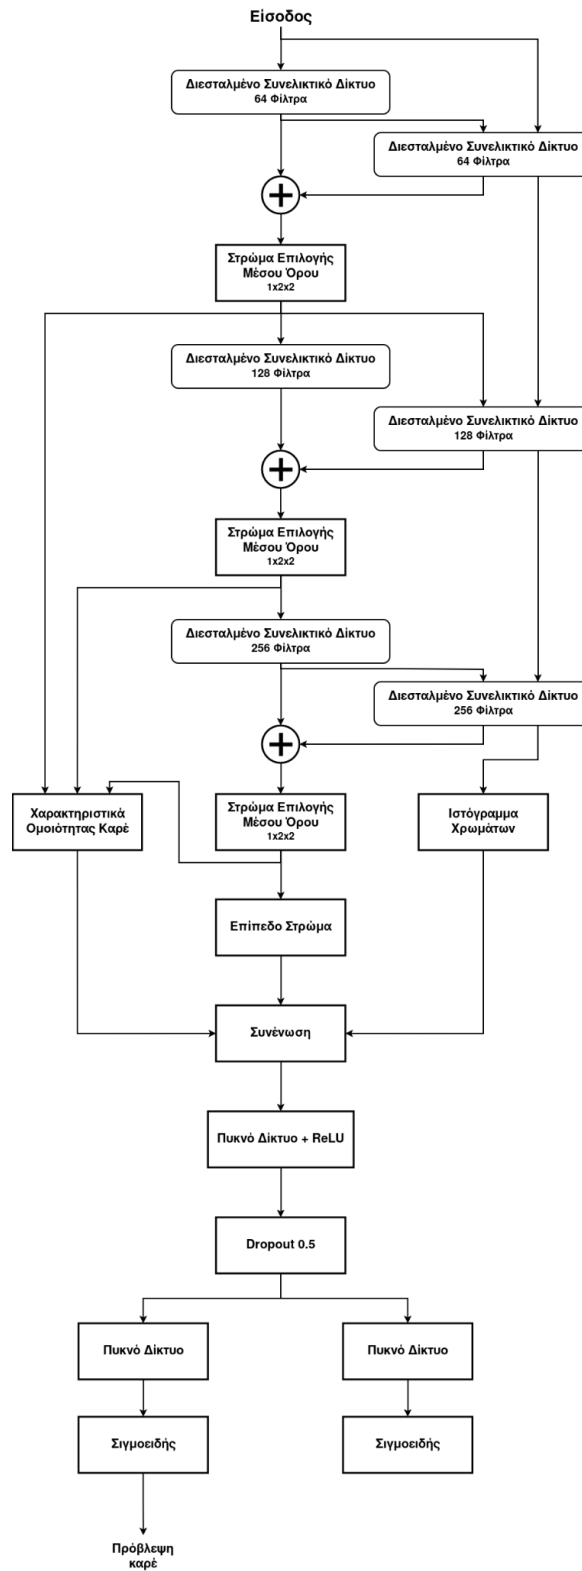 Είσοδος
Διεσταλμένο Συνελικτικό Δίκτυο
64 Φίλτρα
Διεσταλμένο Συνελικτικό Δίκτυο
64 Φίλτρα
Στρώμα Επιλογής
Μέσου Όρου
1x2x2
Διεσταλμένο Συνελικτικό Δίκτυο
128 Φίλτρα
Διεσταλμένο Συνελικτικό Δίκτυο
128 Φίλτρα
Στρώμα Επιλογής
Μέσου Όρου
1x2x2
Διεσταλμένο Συνελικτικό Δίκτυο
256 Φίλτρα
Διεσταλμένο Συνελικτικό Δίκτυο
256 Φίλτρα
Χαρακτηριστικά
Ομοιότητας Καρέ
Στρώμα Επιλογής
Μέσου Όρου
1x2x2
Ιστόγραμμα
Χρωμάτων
Επίπεδο Στρώμα
Συνένωση
Πυκνό Δίκτυο + ReLU
Dropout 0.5
Πυκνό Δίκτυο
Πυκνό Δίκτυο
Σιγμοειδής
Σιγμοειδής
Πρόβλεψη
καρέ